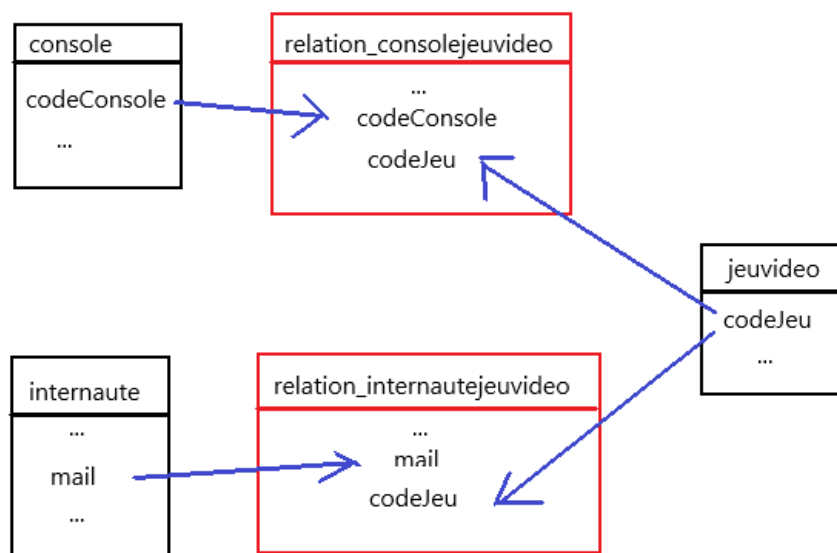 console
codeConsole
...
relation_consolejeuvideo
...
codeConsole
codeJeu
jeuvideo
codeJeu
...
internaute
...
mail
...
relation_internautejeuvideo
...
mail
codeJeu